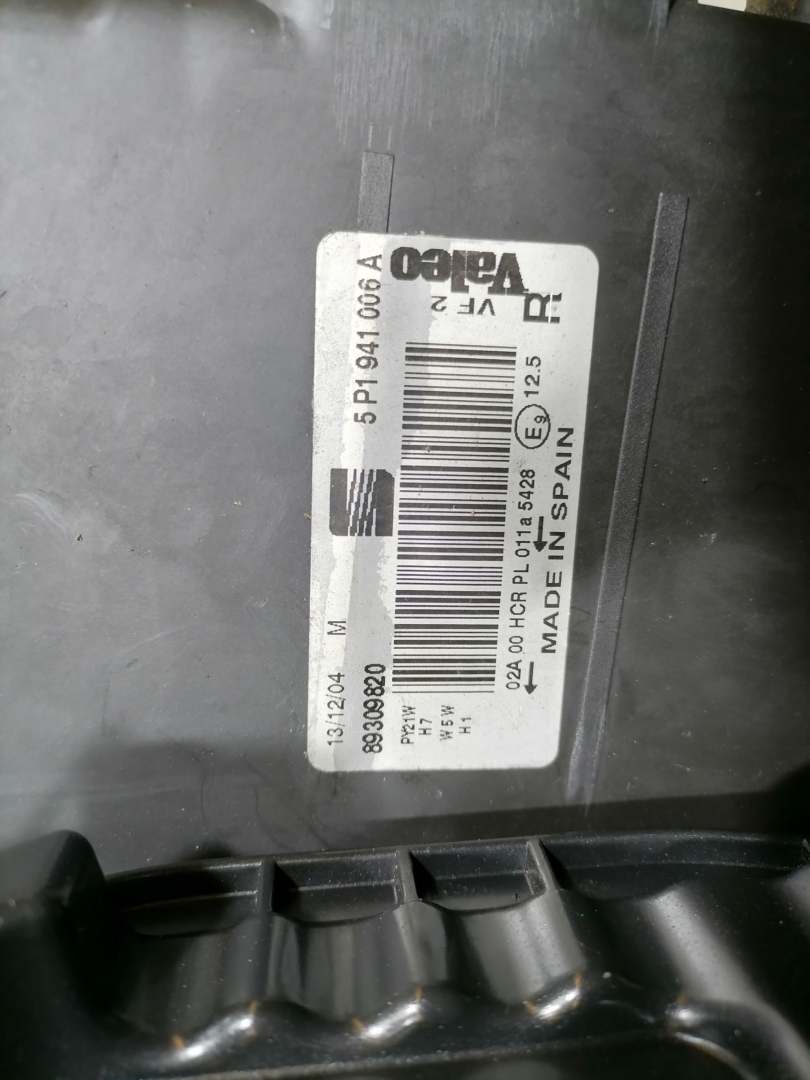 Valeo
VF 2
R
5 P1 941 006 A
13/12/04 M
89309820
PY21W
H7
W5W
H1
E9 12.5
02A 00 HCR PL 011a 5428
MADE IN SPAIN